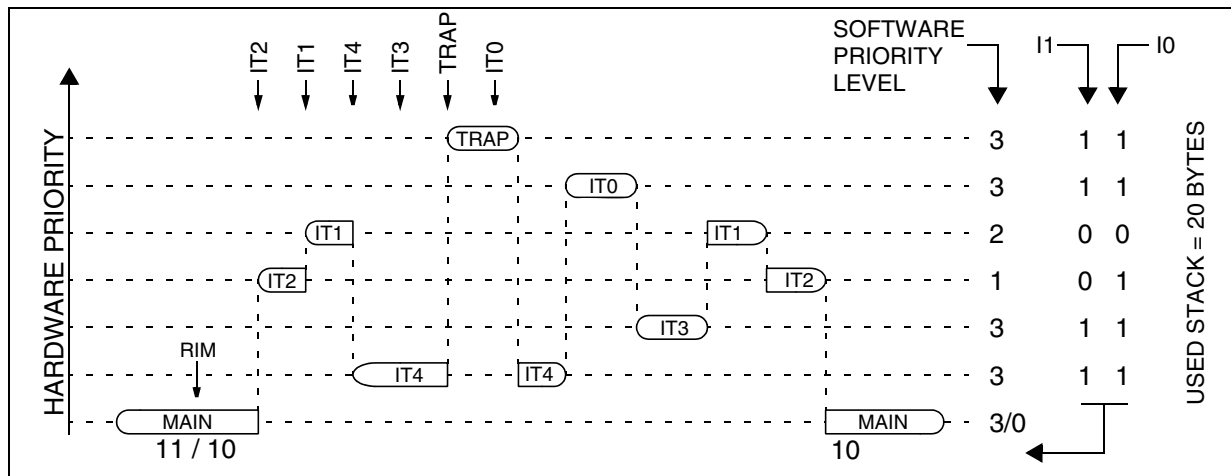 IT2
IT1
IT4
IT3
TRAP
IT0
SOFTWARE
PRIORITY
LEVEL
I1
I0
HARDWARE PRIORITY
TRAP
3
1 1
IT0
3
1 1
IT1
IT1
2
0 0
IT2
IT2
1
0 1
IT3
3
1 1
RIM
IT4
IT4
3
1 1
MAIN
MAIN
3/0
11 / 10
10
USED STACK = 20 BYTES